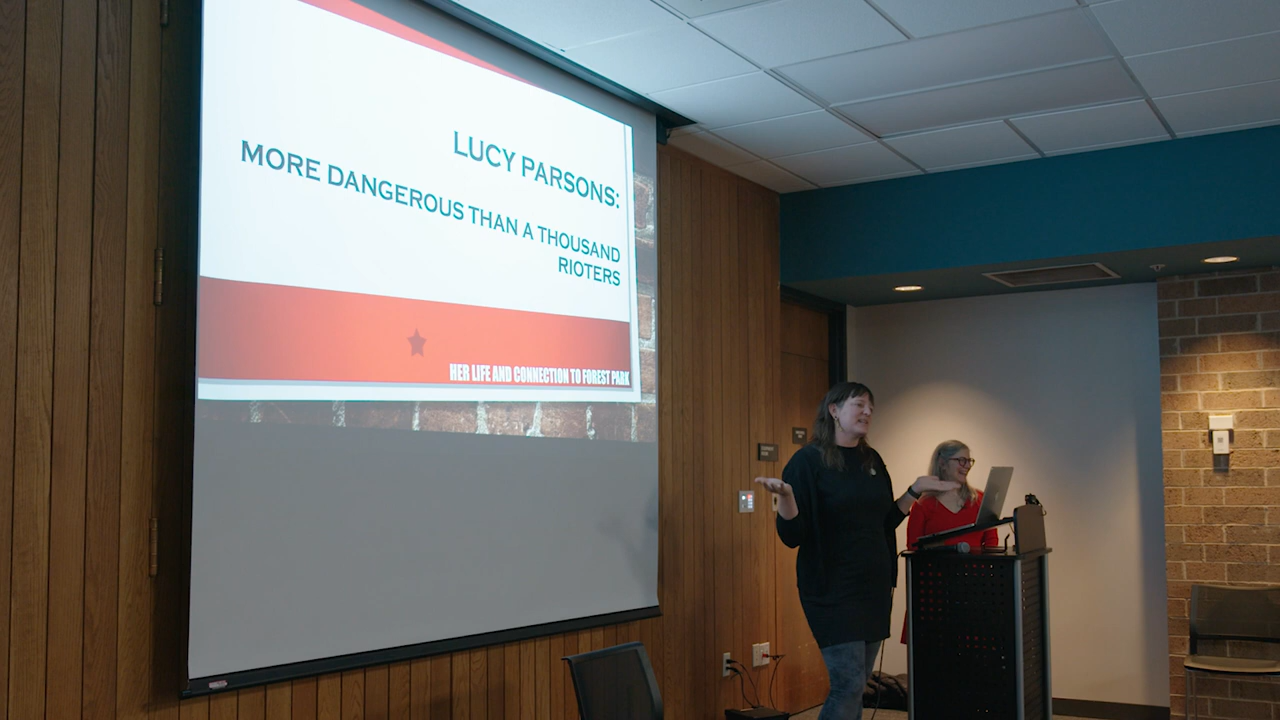 LUCY PARSONS:
MORE DANGEROUS THAN A THOUSAND
RIOTERS
HER LIFE AND CONNECTION TO FOREST PARK